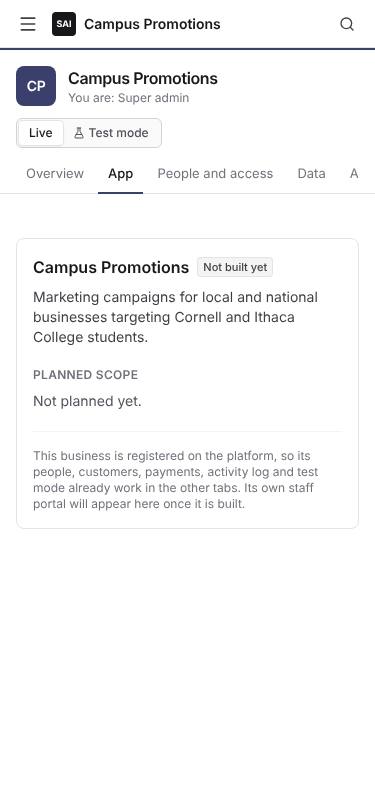 SAI Campus Promotions
CP
Campus Promotions
You are: Super admin
Live Test mode
Overview App People and access Data A
Campus Promotions Not built yet
Marketing campaigns for local and national
businesses targeting Cornell and Ithaca
College students.
PLANNED SCOPE
Not planned yet.
This business is registered on the platform, so its
people, customers, payments, activity log and test
mode already work in the other tabs. Its own staff
portal will appear here once it is built.